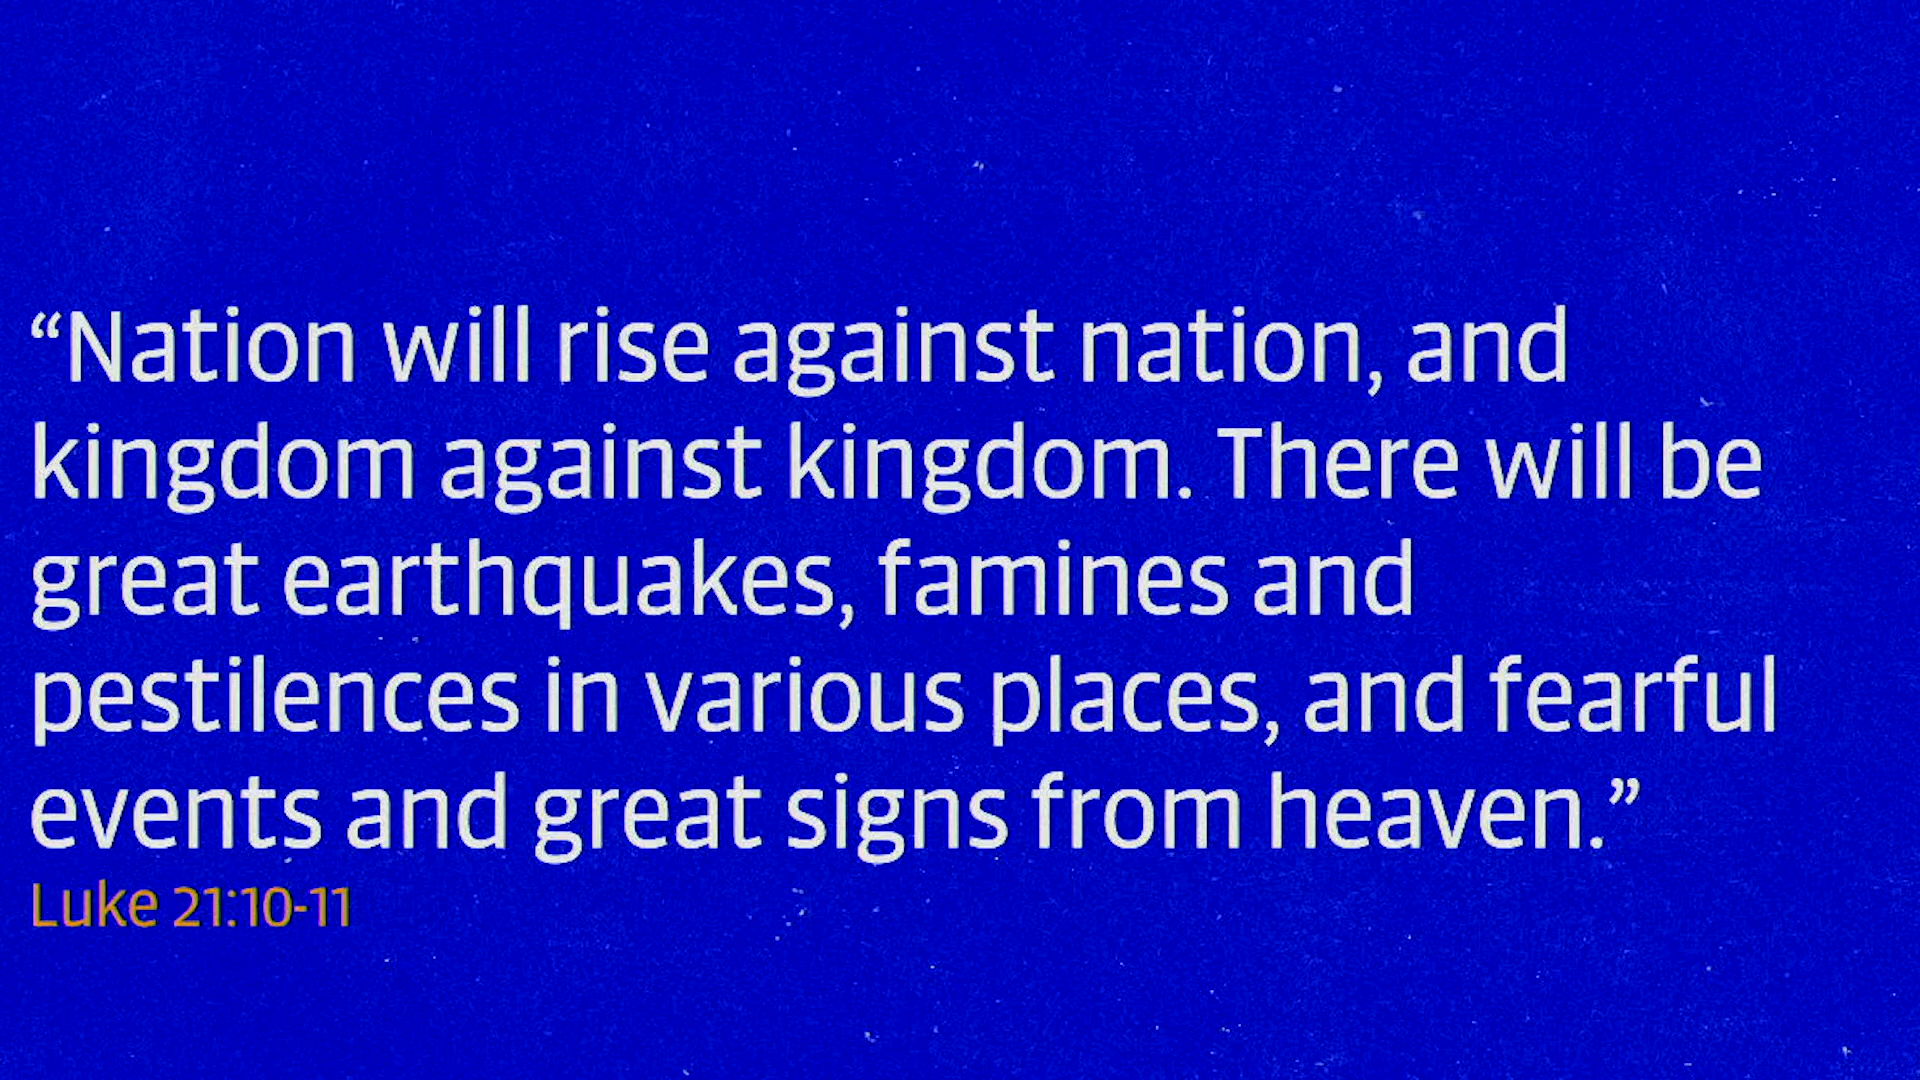 “Nation will rise against nation, and
kingdom against kingdom. There will be
great earthquakes, famines and
pestilences in various places, and fearful
events and great signs from heaven.”
Luke 21:10-11